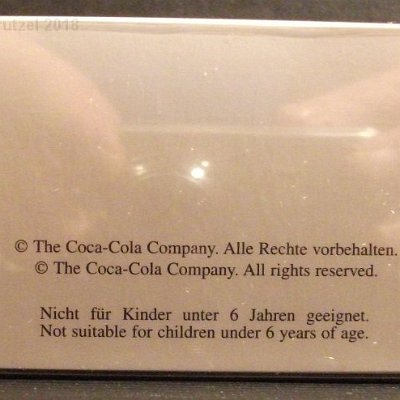 2018
© The Coca-Cola Company. Alle Rechte vorbehalten.
© The Coca-Cola Company. All rights reserved.
Nicht für Kinder unter 6 Jahren geeignet.
Not suitable for children under 6 years of age.